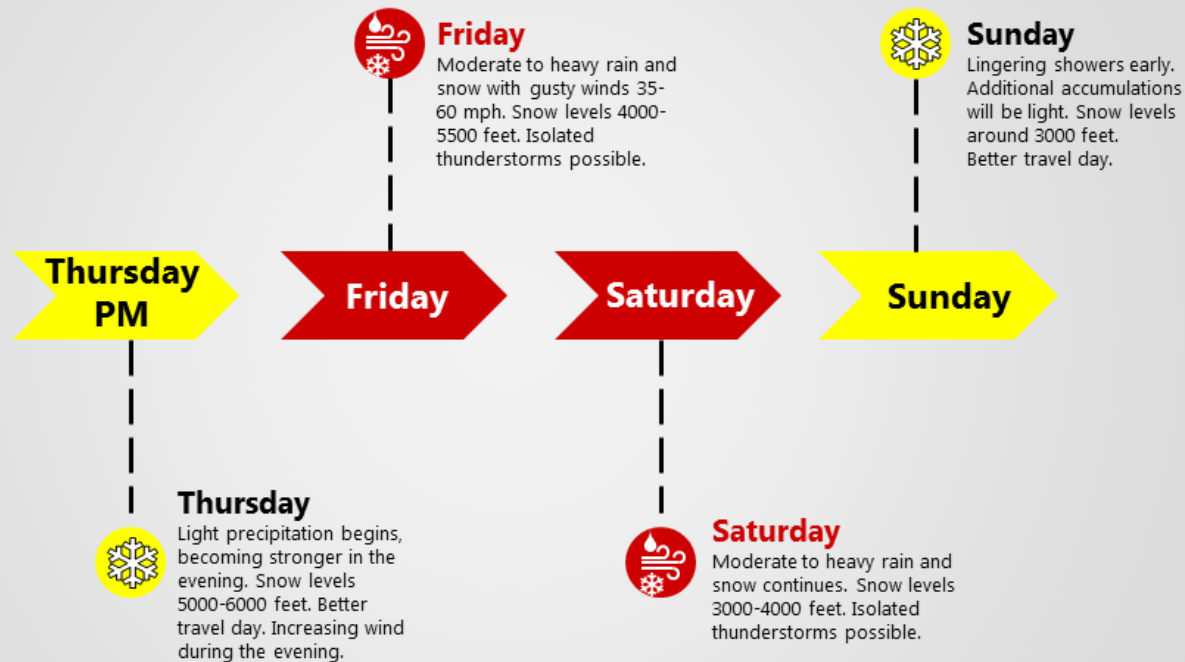 Friday
Moderate to heavy rain and
snow with gusty winds 35-
60 mph. Snow levels 4000-
5500 feet. Isolated
thunderstorms possible.
Sunday
Lingering showers early.
Additional accumulations
will be light. Snow levels
around 3000 feet.
Better travel day.
Thursday
PM
Friday
Saturday
Sunday
Thursday
Light precipitation begins,
becoming stronger in the
evening. Snow levels
5000-6000 feet. Better
travel day. Increasing wind
during the evening.
Saturday
Moderate to heavy rain and
snow continues. Snow levels
3000-4000 feet. Isolated
thunderstorms possible.